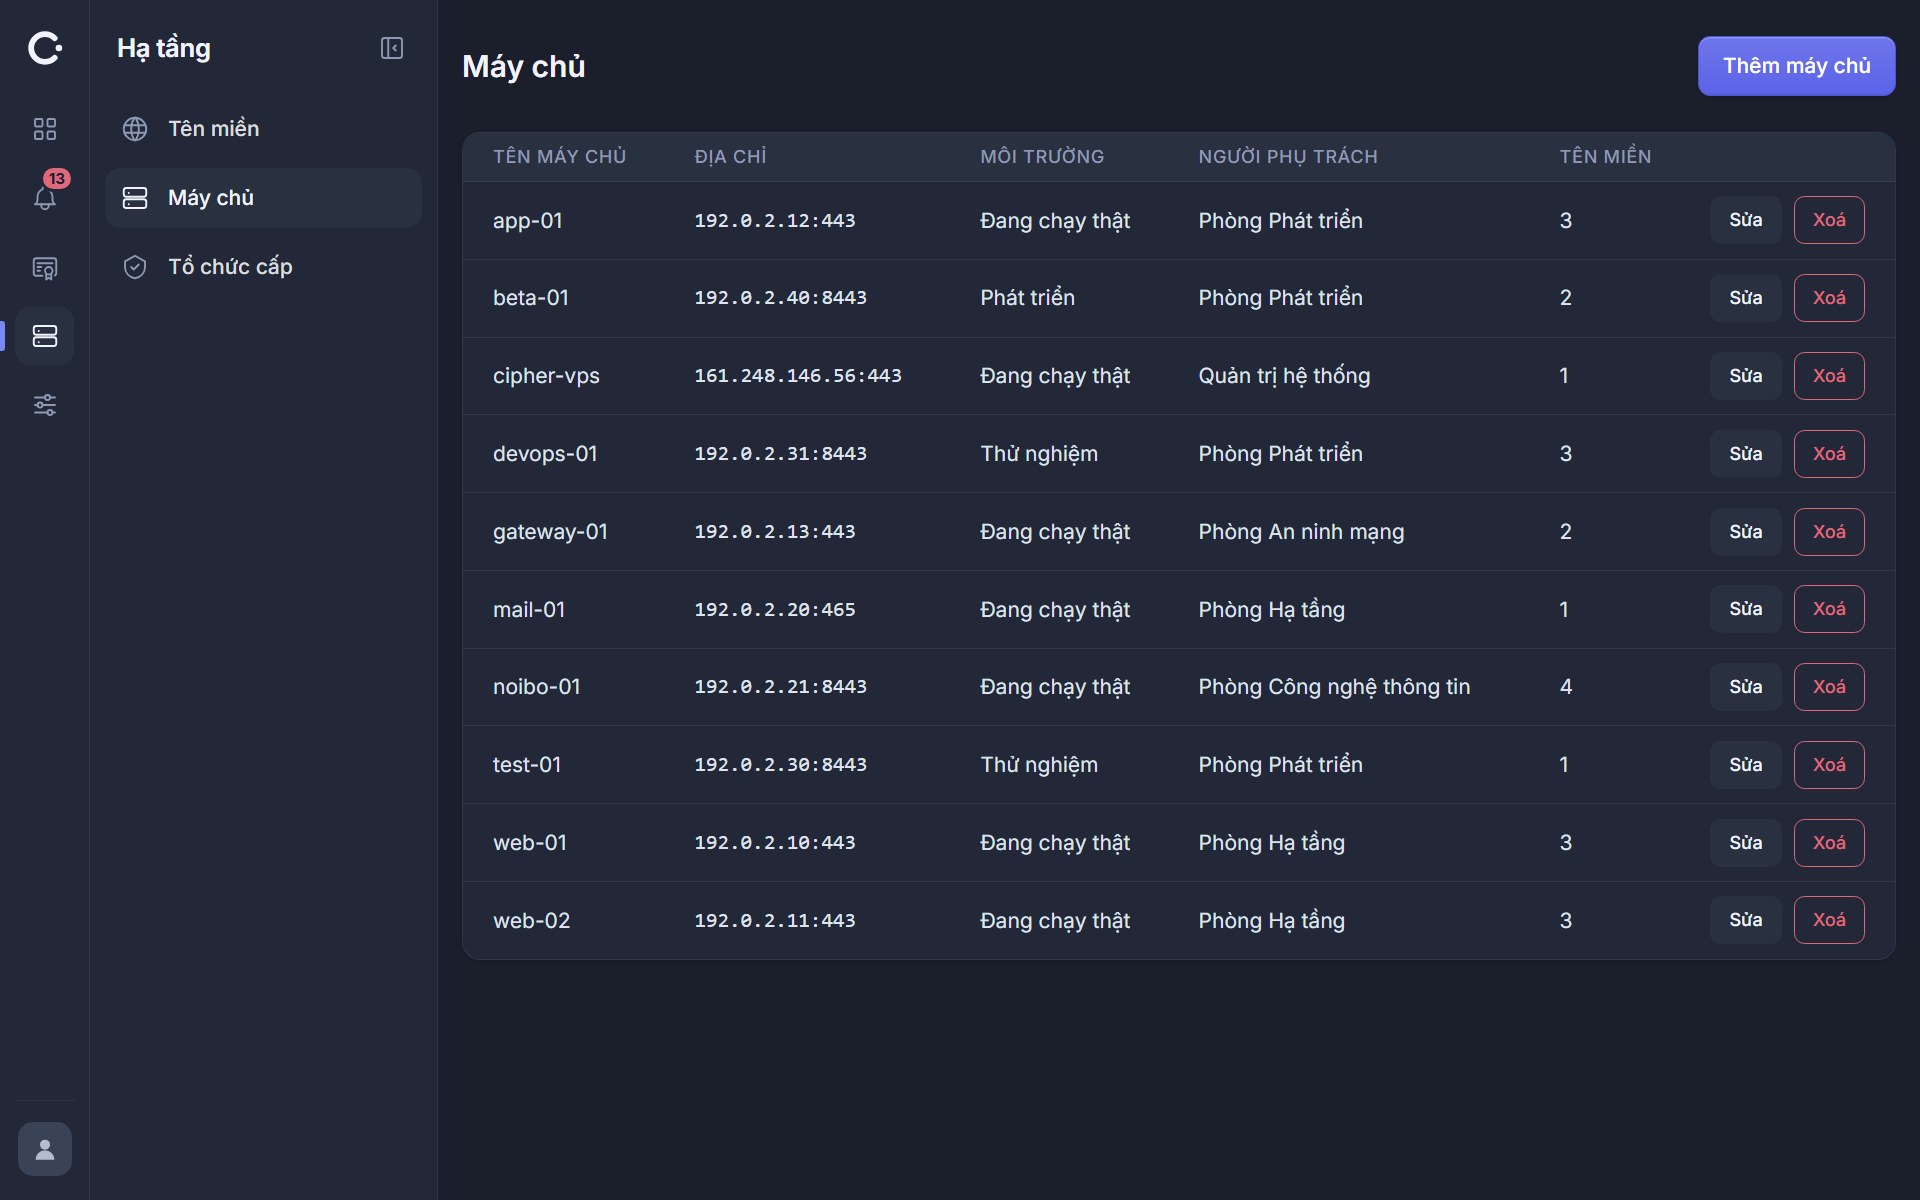 Hạ tầng
13
Tên miền
Máy chủ
Tổ chức cấp
Máy chủ
Thêm máy chủ
TÊN MÁY CHỦ ĐỊA CHỈ MÔI TRƯỜNG NGƯỜI PHỤ TRÁCH TÊN MIỀN
app-01 192.0.2.12:443 Đang chạy thật Phòng Phát triển 3 Sửa Xoá
beta-01 192.0.2.40:8443 Phát triển Phòng Phát triển 2 Sửa Xoá
cipher-vps 161.248.146.56:443 Đang chạy thật Quản trị hệ thống 1 Sửa Xoá
devops-01 192.0.2.31:8443 Thử nghiệm Phòng Phát triển 3 Sửa Xoá
gateway-01 192.0.2.13:443 Đang chạy thật Phòng An ninh mạng 2 Sửa Xoá
mail-01 192.0.2.20:465 Đang chạy thật Phòng Hạ tầng 1 Sửa Xoá
noibo-01 192.0.2.21:8443 Đang chạy thật Phòng Công nghệ thông tin 4 Sửa Xoá
test-01 192.0.2.30:8443 Thử nghiệm Phòng Phát triển 1 Sửa Xoá
web-01 192.0.2.10:443 Đang chạy thật Phòng Hạ tầng 3 Sửa Xoá
web-02 192.0.2.11:443 Đang chạy thật Phòng Hạ tầng 3 Sửa Xoá